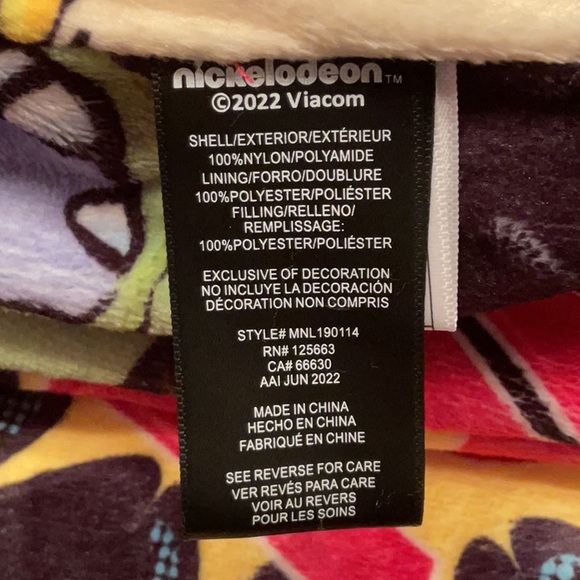 nickelodeon™
©2022 Viacom
SHELL/EXTERIOR/EXTÉRIEUR
100%NYLON/POLYAMIDE
LINING/FORRO/DOUBLURE
100%POLYESTER/POLIÉSTER
FILLING/RELLENO/
REMPLISSAGE:
100%POLYESTER/POLIÉSTER
EXCLUSIVE OF DECORATION
NO INCLUYE LA DECORACIÓN
DÉCORATION NON COMPRIS
STYLE# MNL190114
RN# 125663
CA# 66630
AAI JUN 2022
MADE IN CHINA
HECHO EN CHINA
FABRIQUÉ EN CHINE
SEE REVERSE FOR CARE
VER REVÉS PARA CARE
VOIR AU REVERS
POUR LES SOINS